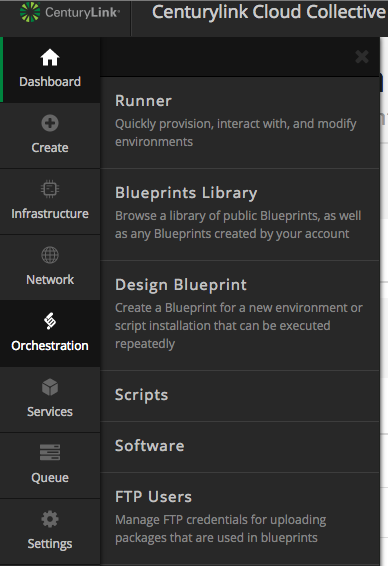 CenturyLink®
Centurylink Cloud Collective
Dashboard
Create
Infrastructure
Network
Orchestration
Services
Queue
Settings
Runner
Quickly provision, interact with, and modify
environments
Blueprints Library
Browse a library of public Blueprints, as well
as any Blueprints created by your account
Design Blueprint
Create a Blueprint for a new environment or
script installation that can be executed
repeatedly
Scripts
Software
FTP Users
Manage FTP credentials for uploading
packages that are used in blueprints